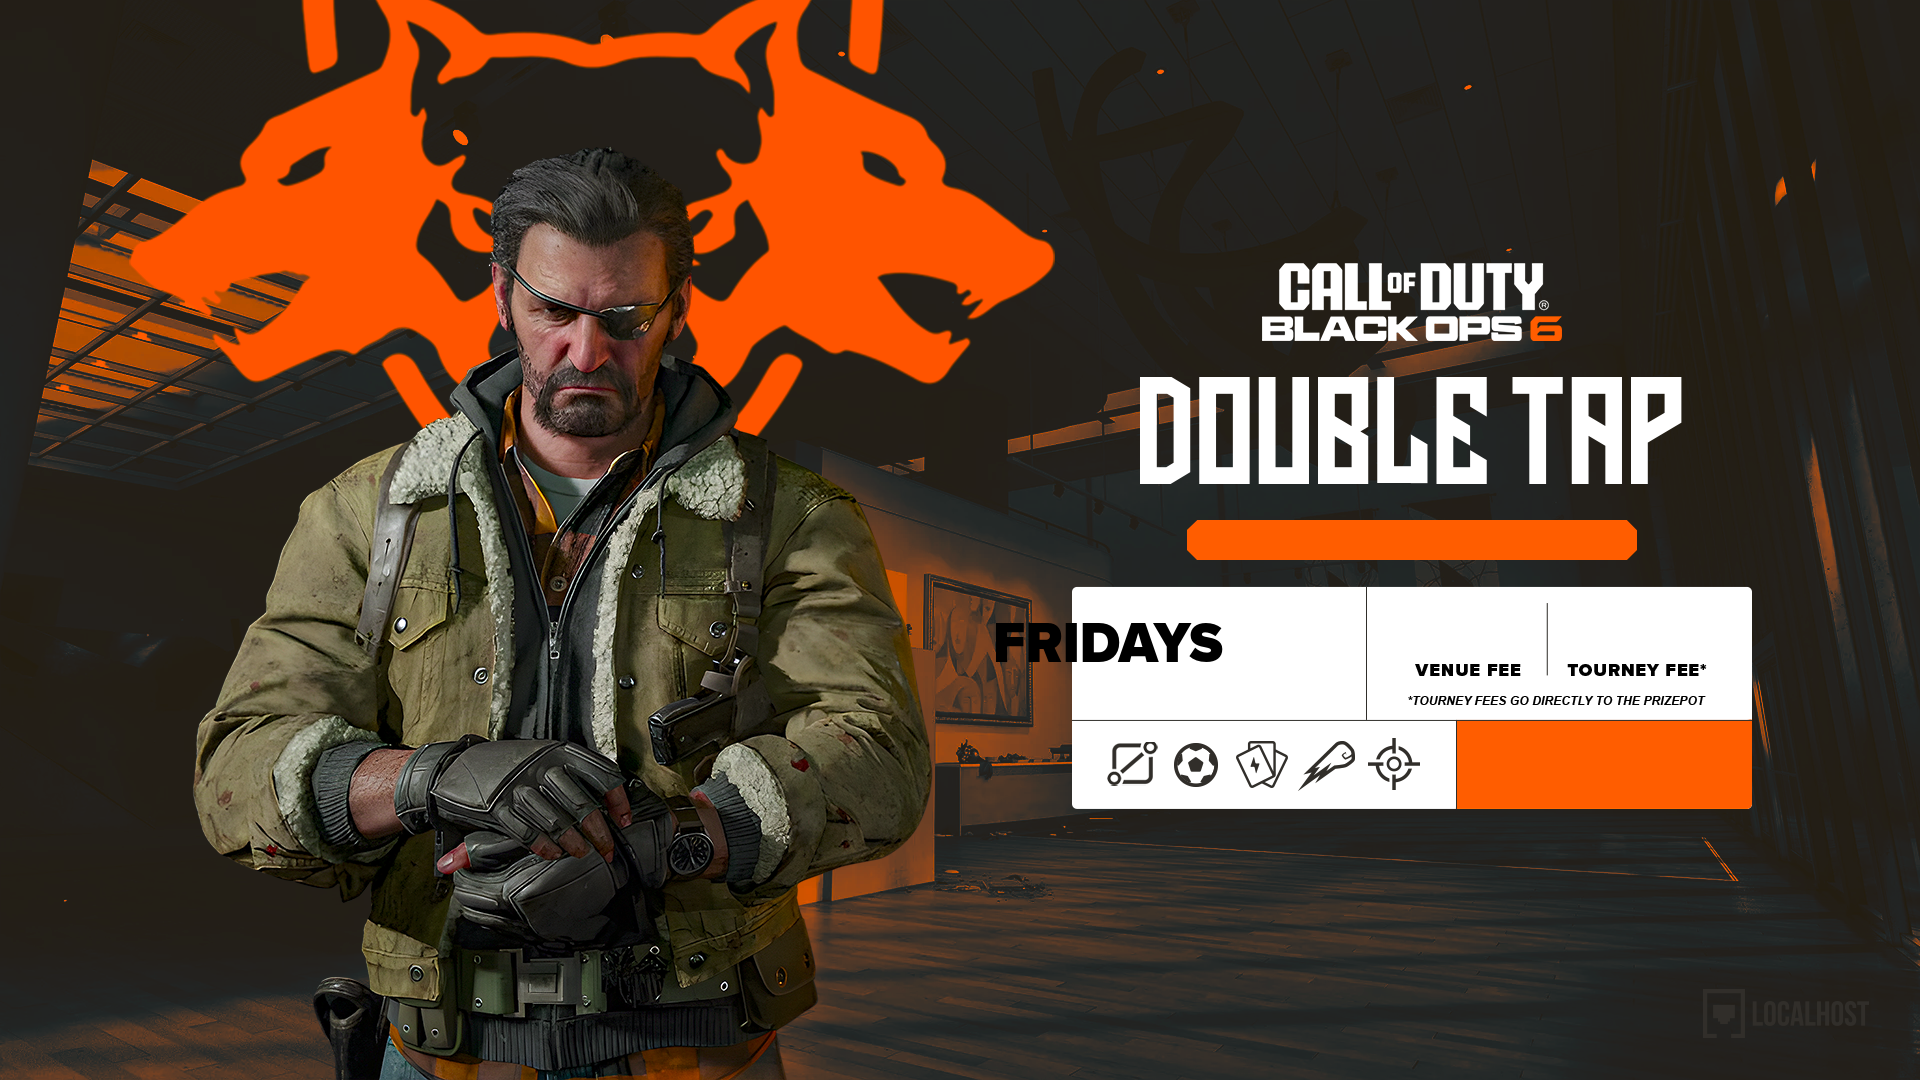 CALL OF DUTY®
BLACK OPS 6
DOUBLE TAP
FRIDAYS
VENUE FEE
TOURNEY FEE*
*TOURNEY FEES GO DIRECTLY TO THE PRIZEPOT
LOCALHOST